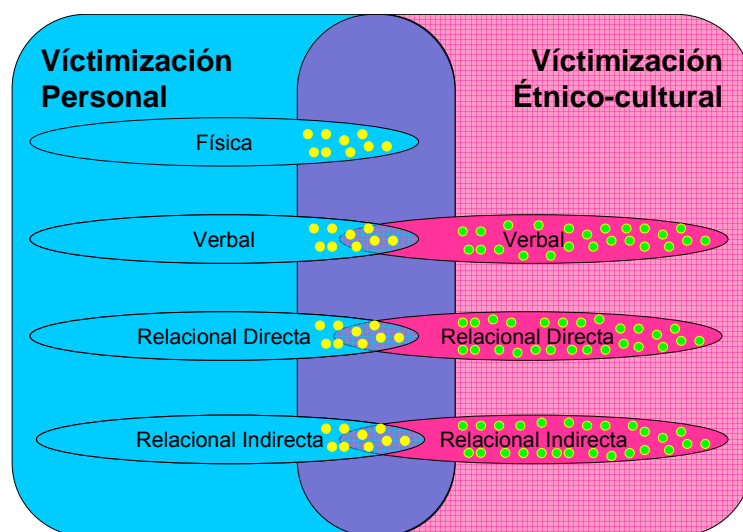 Víctimización
Personal
Víctimización
Étnico-cultural
Física
Verbal
Verbal
Relacional Directa
Relacional Directa
Relacional Indirecta
Relacional Indirecta